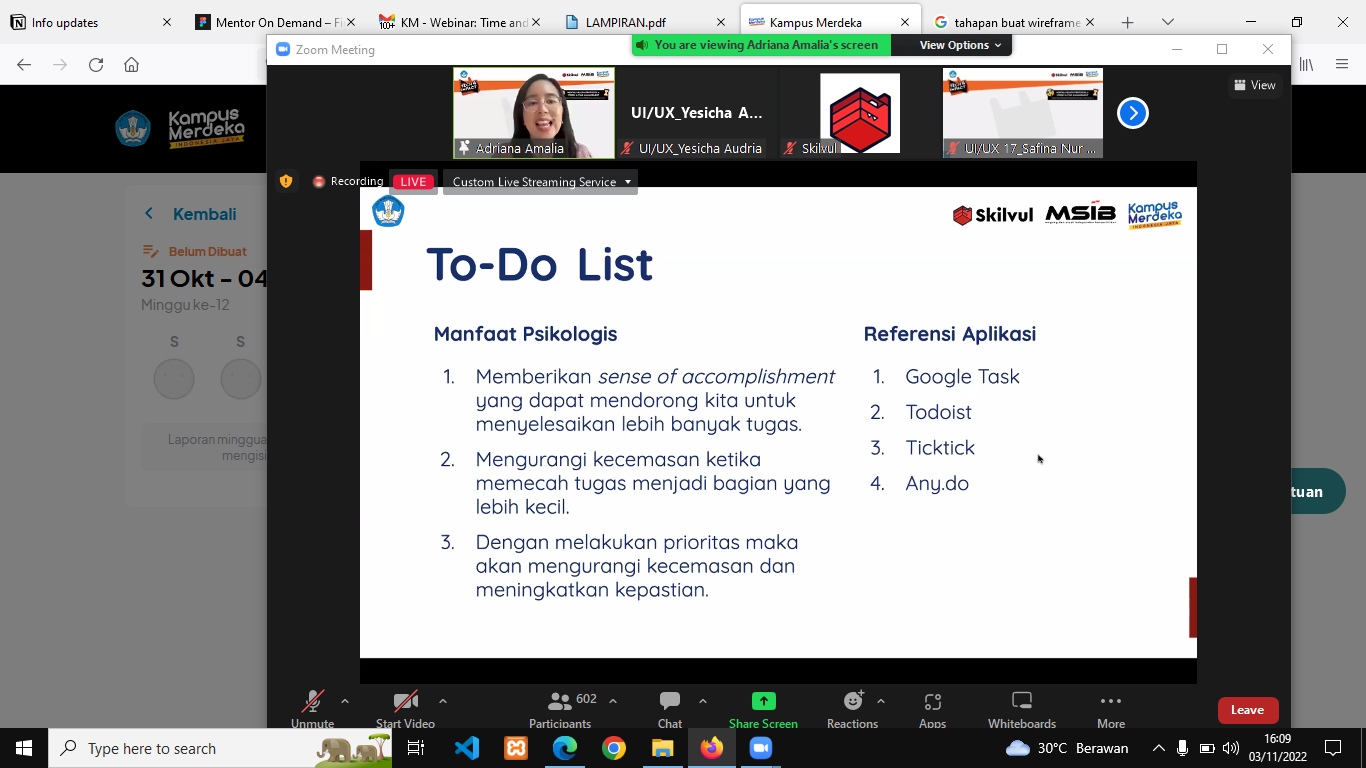 Info updates
Mentor On Demand – Fi
KM - Webinar: Time and
LAMPIRAN.pdf
Kampus Merdeka
tahapan buat wireframe
Zoom Meeting
You are viewing Adriana Amalia's screen
View Options
View
Adriana Amalia
UI/UX_Yesicha A...
UI/UX_Yesicha Audria
Skilvul
UI/UX 17_Safina Nur ...
Kampus
Merdeka
INDONESIA JAYA
Recording
LIVE
Custom Live Streaming Service
Kembali
Belum Dibuat
31 Okt – 04
Minggu ke-12
S
S
Laporan minggua
mengisi
tuan
Skilvul
MSIB
Kampus
Merdeka
INDONESIA JAYA
To-Do List
Manfaat Psikologis
1. Memberikan sense of accomplishment
yang dapat mendorong kita untuk
menyelesaikan lebih banyak tugas.
2. Mengurangi kecemasan ketika
memecah tugas menjadi bagian yang
lebih kecil.
3. Dengan melakukan prioritas maka
akan mengurangi kecemasan dan
meningkatkan kepastian.
Referensi Aplikasi
1. Google Task
2. Todoist
3. Ticktick
4. Any.do
Unmute
Start Video
602
Participants
Chat
Share Screen
Reactions
Apps
Whiteboards
More
Leave
Type here to search
30°C Berawan
16:09
03/11/2022